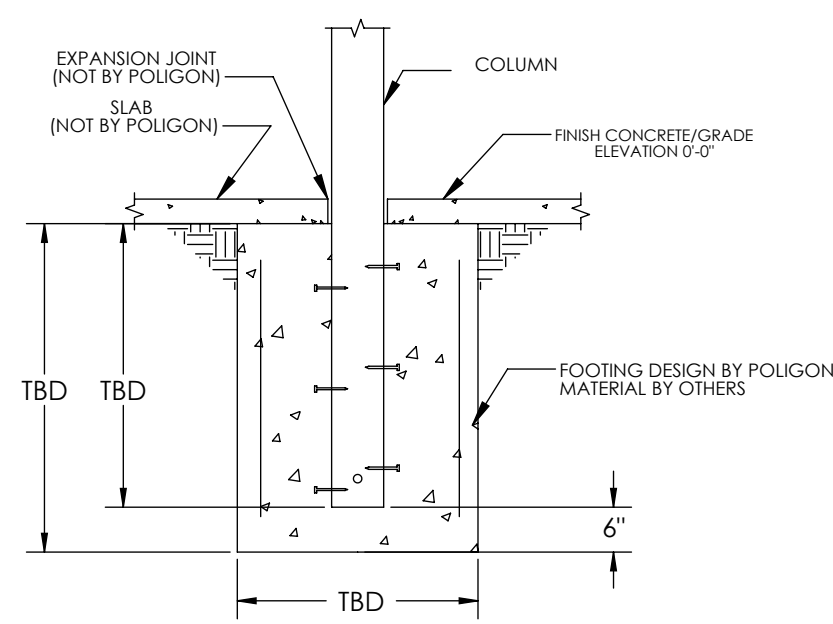 EXPANSION JOINT
(NOT BY POLIGON)
SLAB
(NOT BY POLIGON)
COLUMN
FINISH CONCRETE/GRADE
ELEVATION 0'-0"
TBD
TBD
FOOTING DESIGN BY POLIGON
MATERIAL BY OTHERS
6"
TBD